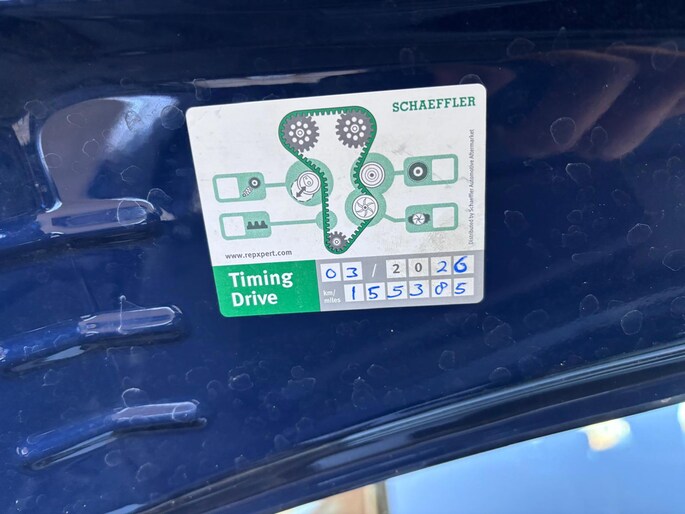 SCHAEFFLER
Distributed by Schaeffler Automotive Aftermarket
www.repxpert.com
Timing
Drive
03/2026
km/
miles
155385